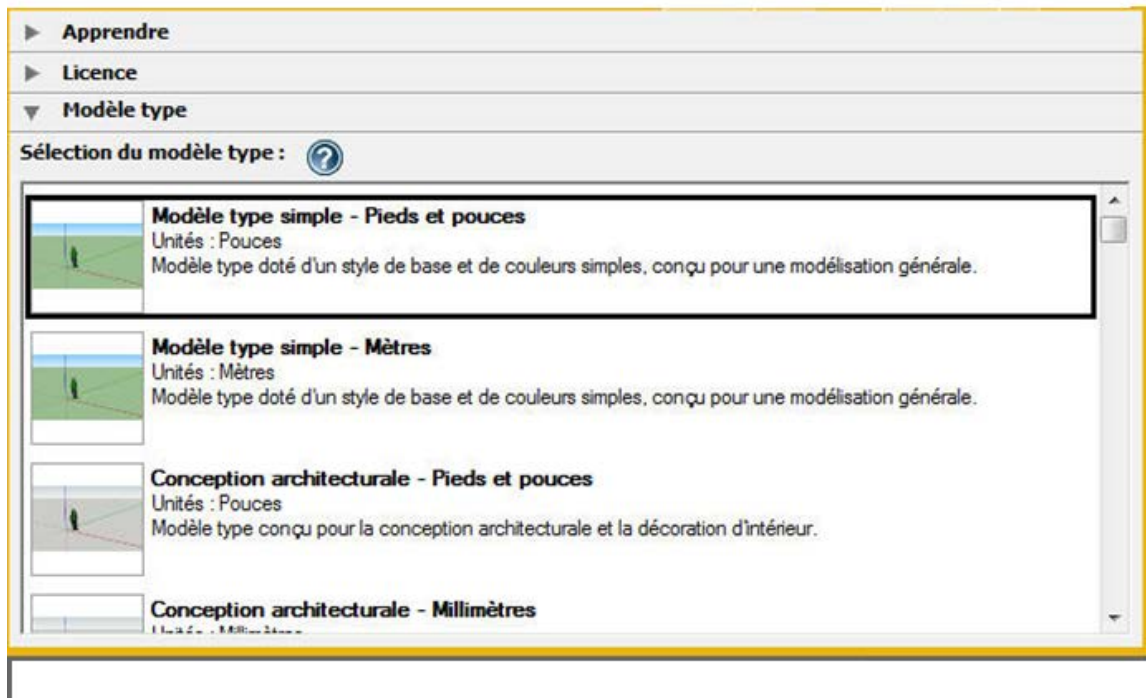 Apprendre
Licence
Modèle type
Sélection du modèle type :
Modèle type simple - Pieds et pouces
Unités : Pouces
Modèle type doté d'un style de base et de couleurs simples, conçu pour une modélisation générale.
Modèle type simple - Mètres
Unités : Mètres
Modèle type doté d'un style de base et de couleurs simples, conçu pour une modélisation générale.
Conception architecturale - Pieds et pouces
Unités : Pouces
Modèle type conçu pour la conception architecturale et la décoration d'intérieur.
Conception architecturale - Millimètres
Unités : Millimètres